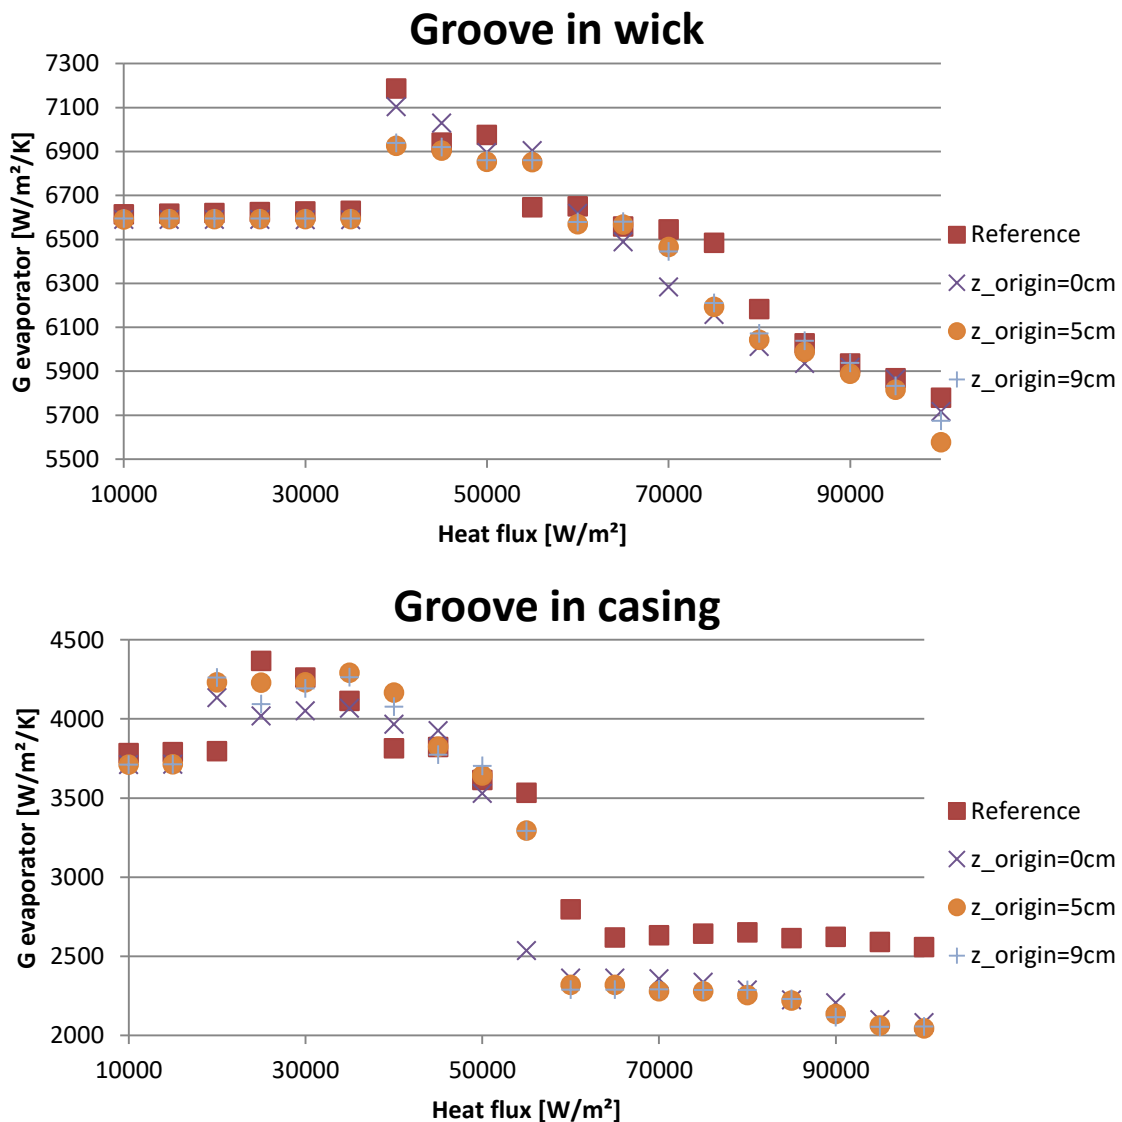 Groove in wick
7300
7100
6900
6700
6500
6300
6100
5900
5700
5500
G evaporator [W/m²/K]
10000 30000 50000 70000 90000
Heat flux [W/m²]
Reference
z_origin=0cm
z_origin=5cm
z_origin=9cm
Groove in casing
4500
4000
3500
3000
2500
2000
G evaporator [W/m²/K]
10000 30000 50000 70000 90000
Heat flux [W/m²]
Reference
z_origin=0cm
z_origin=5cm
z_origin=9cm